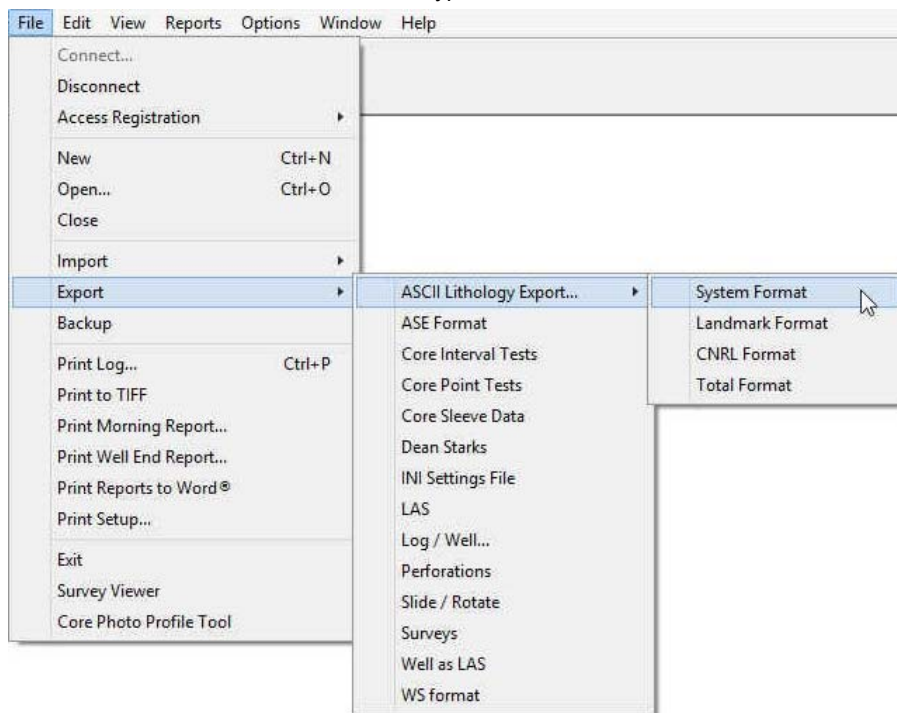 File Edit View Reports Options Window Help
Connect...
Disconnect
Access Registration
New Ctrl+N
Open... Ctrl+O
Close
Import
Export
Backup
Print Log... Ctrl+P
Print to TIFF
Print Morning Report...
Print Well End Report...
Print Reports to Word®
Print Setup...
Exit
Survey Viewer
Core Photo Profile Tool
ASCII Lithology Export...
ASE Format
Core Interval Tests
Core Point Tests
Core Sleeve Data
Dean Starks
INI Settings File
LAS
Log / Well...
Perforations
Slide / Rotate
Surveys
Well as LAS
WS format
System Format
Landmark Format
CNRL Format
Total Format